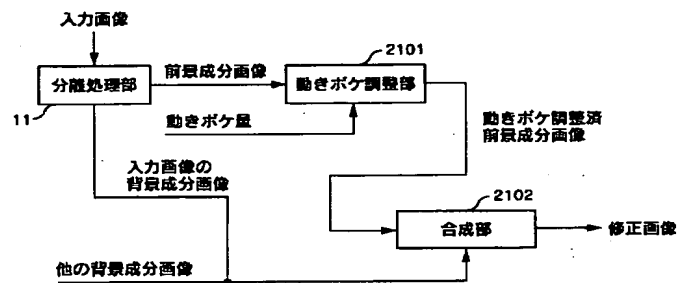 入力画像
分離処理部
11
前景成分画像
2101
動きボケ調整部
動きボケ量
動きボケ調整済
前景成分画像
入力画像の
背景成分画像
2102
合成部
修正画像
他の背景成分画像